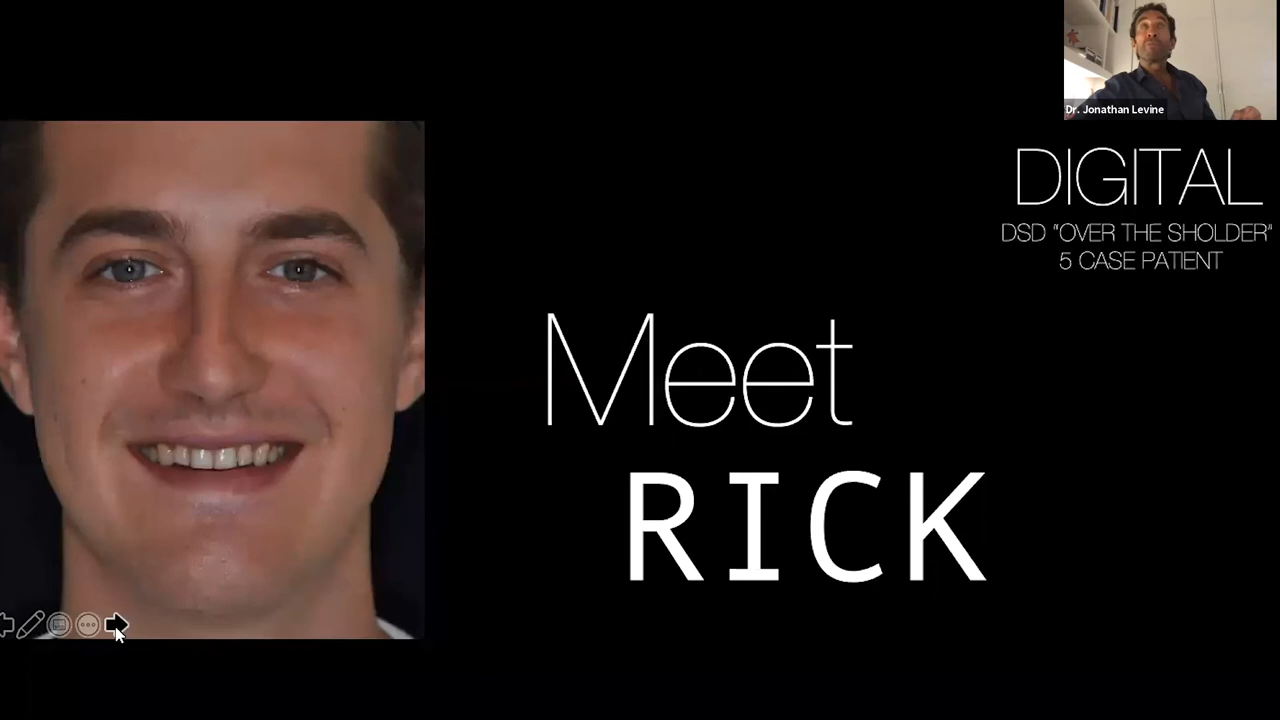 Dr. Jonathan Levine
DIGITAL
DSD "OVER THE SHOLDER"
5 CASE PATIENT
Meet
RICK